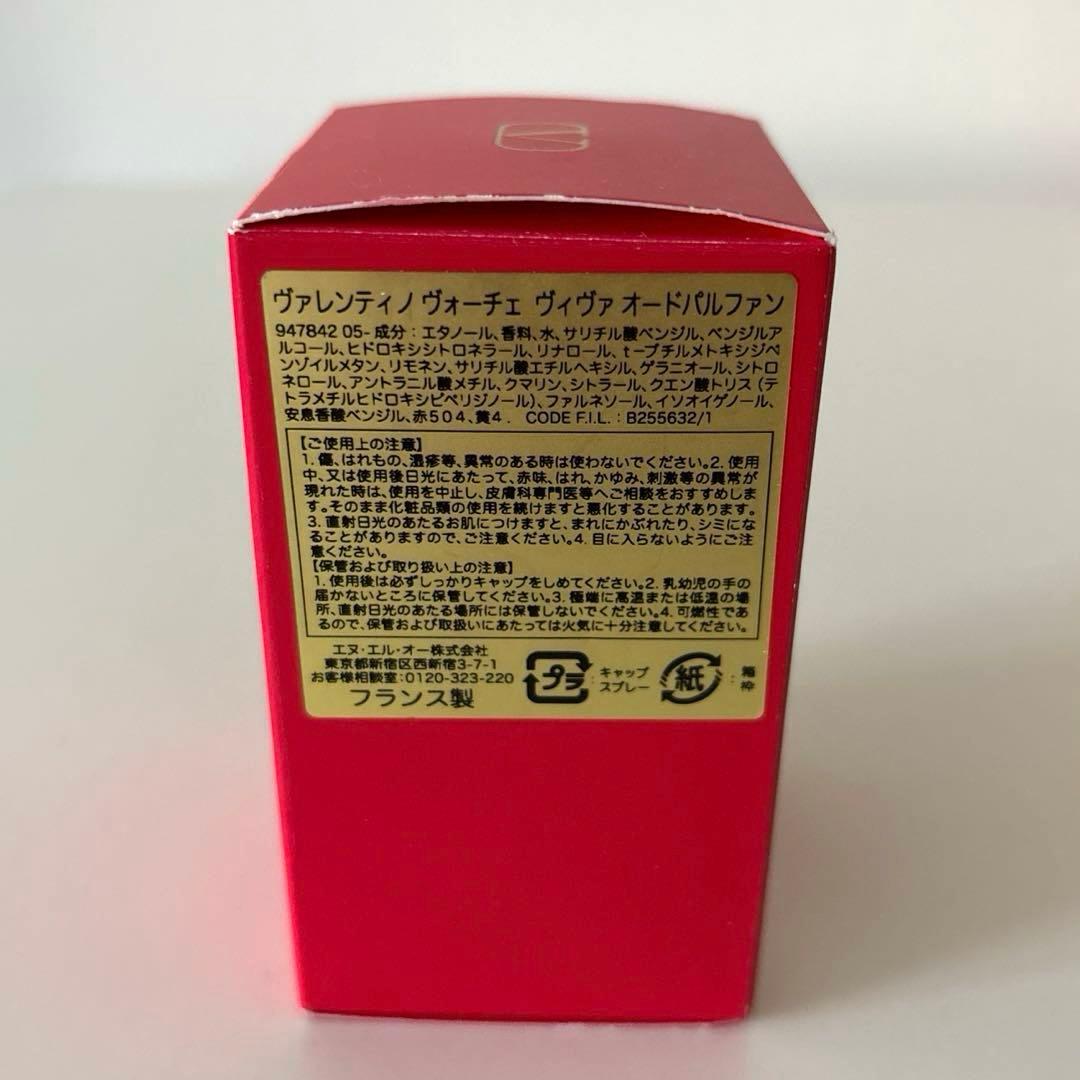 ヴァレンティノ ヴォーチェ ヴィヴァ オードパルファン
947842 05- 成分：エタノール、香料、水、サリチル酸ベンジル、ベンジルア
ルコール、ヒドロキシシトロネラール、リナロール、t－ブチルメトキシジベ
ンゾイルメタン、リモネン、サリチル酸エチルヘキシル、ゲラニオール、シトロ
ネロール、アントラニル酸メチル、クマリン、シトラール、クエン酸トリス（テ
トラメチルヒドロキシピペリジノール）、ファルネソール、イソオイゲノール、
安息香酸ベンジル、赤504、黄4． CODE F.I.L.：B255632/1
【ご使用上の注意】
1. 傷、はれもの、湿疹等、異常のある時は使わないでください。2. 使用
中、又は使用後日光にあたって、赤味、はれ、かゆみ、刺激等の異常が
現れた時は、使用を中止し、皮膚科専門医等へご相談をおすすめしま
す。そのまま化粧品類の使用を続けますと悪化することがあります。
3. 直射日光のあたるお肌につけますと、まれにかぶれたり、シミにな
ることがありますので、ご注意ください。4. 目に入らないようにご注
意ください。
【保管および取り扱い上の注意】
1. 使用後は必ずしっかりキャップをしめてください。2. 乳幼児の手の
届かないところに保管してください。3. 極端に高温または低温の場
所、直射日光のあたる場所には保管しないでください。4. 可燃性であ
るので、保管および取扱いにあたっては火気に十分注意してください。
エヌ・エル・オー株式会社
東京都新宿区西新宿3-7-1
お客様相談室：0120-323-220
フランス製
プラ ：キャップ
スプレー
紙 ：箱
枠